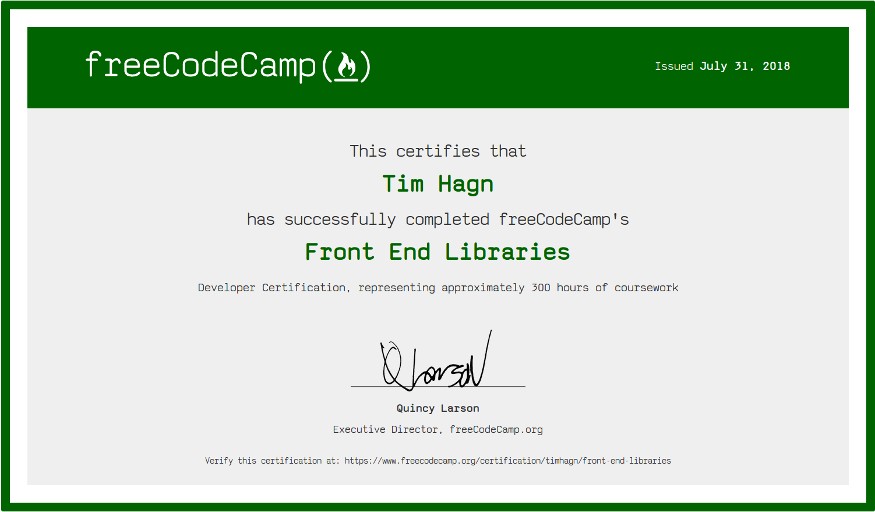 freeCodeCamp(🔥)
Issued July 31, 2018
This certifies that
Tim Hagn
has successfully completed freeCodeCamp's
Front End Libraries
Developer Certification, representing approximately 300 hours of coursework
Q Larson
Quincy Larson
Executive Director, freeCodeCamp.org
Verify this certification at: https://www.freecodecamp.org/certification/timhagn/front-end-libraries